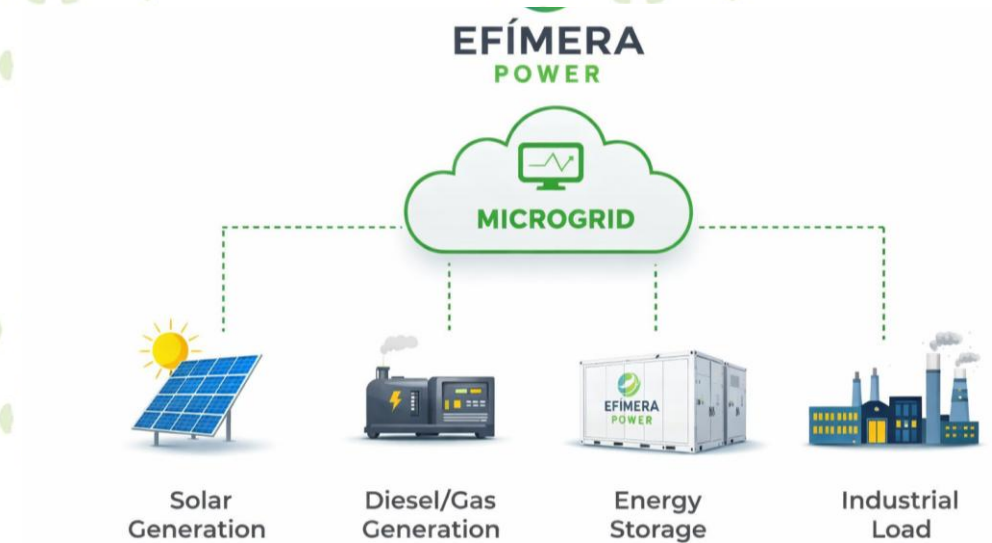 EFÍMERA
POWER
MICROGRID
EFÍMERA
POWER
Solar
Generation
Diesel/Gas
Generation
Energy
Storage
Industrial
Load